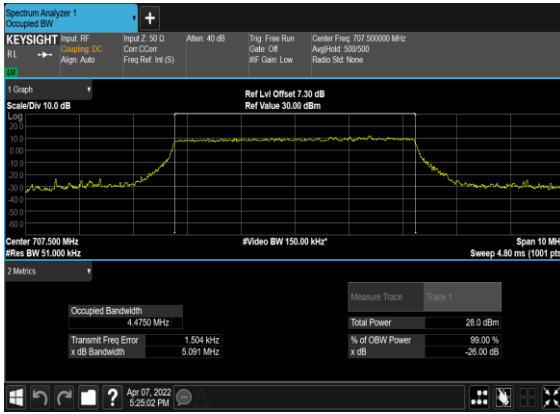 Spectrum Analyzer 1
Occupied BW
KEYSIGHT
RL
Input: RF
Coupling: DC
Align: Auto
Input Z: 50 Ω
Corr CCorr
Freq Ref: Int (S)
Atten: 40 dB
Trig: Free Run
Gate: Off
#IF Gain: Low
Center Freq: 707.500000 MHz
Avg|Hold: 500/500
Radio Std: None
1 Graph
Scale/Div 10.0 dB
Ref Lvl Offset 7.30 dB
Ref Value 30.00 dBm
Log
20.0
10.0
0.00
-10.0
-20.0
-30.0
-40.0
-50.0
-60.0
Center 707.500 MHz
#Res BW 51.000 kHz
#Video BW 150.00 kHz*
Span 10 MH
Sweep 4.80 ms (1001 pts
2 Metrics
Measure Trace
Trace 1
Occupied Bandwidth
4.4750 MHz
Total Power
28.0 dBm
Transmit Freq Error
1.504 kHz
% of OBW Power
99.00 %
x dB Bandwidth
5.091 MHz
x dB
-26.00 dB
?
Apr 07, 2022
5:25:02 PM